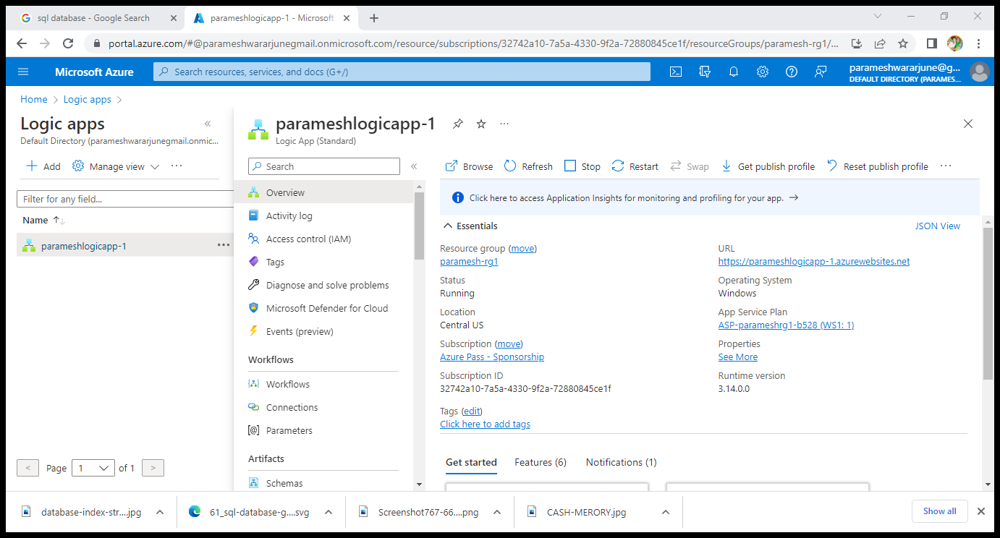 sql database - Google Search
parameshlogicapp-1 - Microsoft
portal.azure.com/#@parameshwararjunegmail.onmicrosoft.com/resource/subscriptions/32742a10-7a5a-4330-9f2a-72880845ce1f/resourceGroups/paramesh-rg1/...
Microsoft Azure
Search resources, services, and docs (G+/)
parameshwararjune@g...
DEFAULT DIRECTORY (PARAMES...
Home > Logic apps >
Logic apps
Default Directory (parameshwararjunegmail.onmic...
Add
Manage view
Filter for any field...
Name
parameshlogicapp-1
< Page 1 of 1 >
parameshlogicapp-1
Logic App (Standard)
Search
Overview
Activity log
Access control (IAM)
Tags
Diagnose and solve problems
Microsoft Defender for Cloud
Events (preview)
Workflows
Workflows
Connections
Parameters
Artifacts
Schemas
Browse
Refresh
Stop
Restart
Swap
Get publish profile
Reset publish profile
Click here to access Application Insights for monitoring and profiling for your app.
Essentials
JSON View
Resource group (move)
paramesh-rg1
Status
Running
Location
Central US
Subscription (move)
Azure Pass - Sponsorship
Subscription ID
32742a10-7a5a-4330-9f2a-72880845ce1f
Tags (edit)
Click here to add tags
URL
https://parameshlogicapp-1.azurewebsites.net
Operating System
Windows
App Service Plan
ASP-parameshrg1-b528 (WS1: 1)
Properties
See More
Runtime version
3.14.0.0
Get started
Features (6)
Notifications (1)
database-index-str....jpg
61_sql-database-g....svg
Screenshot767-66....png
CASH-MERORY.jpg
Show all